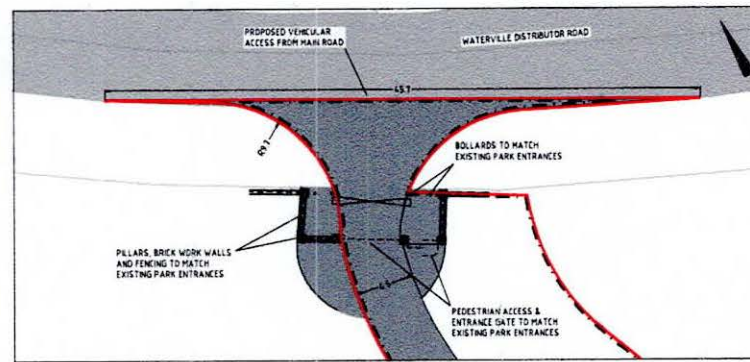 PROPOSED VEHICULAR
ACCESS FROM MAIN ROAD
WATERVILLE DISTRIBUTOR ROAD
45.7
R9.1
BOLLARDS TO MATCH
EXISTING PARK ENTRANCES
PILLARS, BRICK WORK WALLS
AND FENCING TO MATCH
EXISTING PARK ENTRANCES
PEDESTRIAN ACCESS &
ENTRANCE GATE TO MATCH
EXISTING PARK ENTRANCES